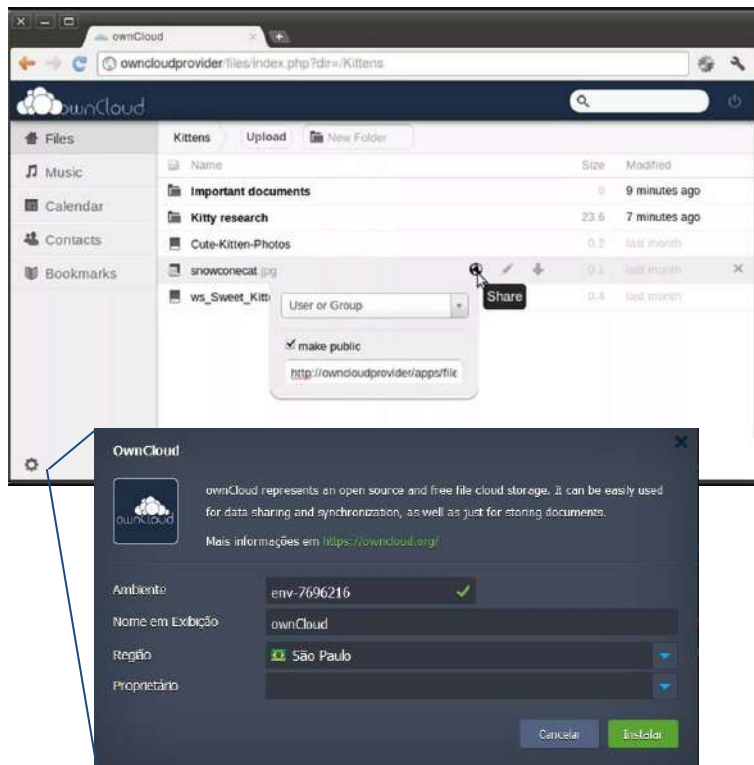 ownCloud
owncloudprovider/files/index.php?dir=/Kittens
ownCloud
Files
Music
Calendar
Contacts
Bookmarks
Kittens Upload New Folder
Name Size Modified
Important documents 0 9 minutes ago
Kitty research 23.6 7 minutes ago
Cute-Kitten-Photos 0.2 last month
snowconecat.jpg 0.1 last month
Share
ws_Sweet_Kitt 0.4 last month
User or Group
make public
http://owncloudprovider/apps/file
OwnCloud
ownCloud
ownCloud represents an open source and free file cloud storage. It can be easily used
for data sharing and synchronization, as well as just for storing documents.
Mais informações em https://owncloud.org/
Ambiente env-7696216
Nome em Exibição ownCloud
Região São Paulo
Proprietário
Cancelar Instalar